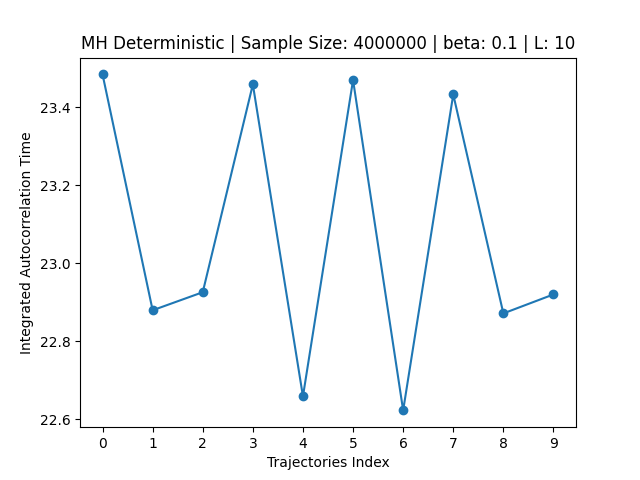 MH Deterministic | Sample Size: 4000000 | beta: 0.1 | L: 10
Integrated Autocorrelation Time
23.4
23.2
23.0
22.8
22.6
0 1 2 3 4 5 6 7 8 9
Trajectories Index